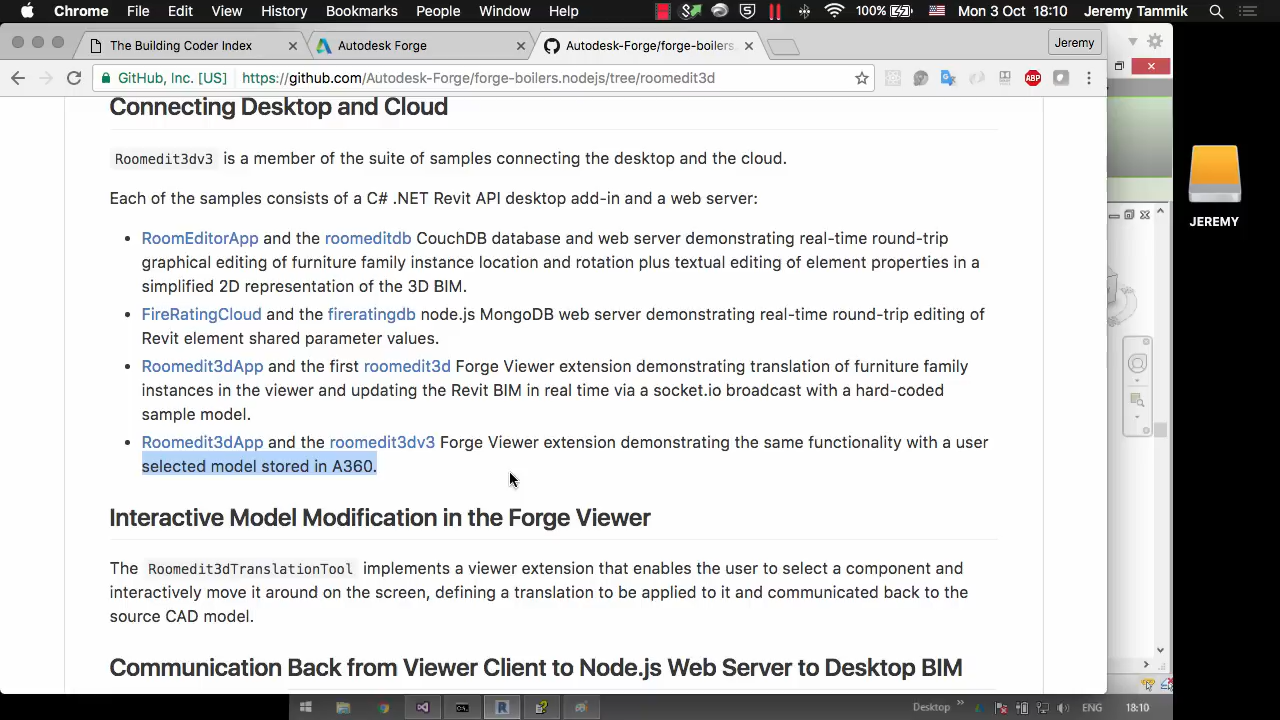 Chrome File Edit View History Bookmarks People Window Help 100% Mon 3 Oct 18:10 Jeremy Tammik
The Building Coder Index
Autodesk Forge
Autodesk-Forge/forge-boilers.
Jeremy
GitHub, Inc. [US] https://github.com/Autodesk-Forge/forge-boilers.nodejs/tree/roomedit3d
ABP
Connecting Desktop and Cloud
Roomedit3dv3 is a member of the suite of samples connecting the desktop and the cloud.
Each of the samples consists of a C# .NET Revit API desktop add-in and a web server:
• RoomEditorApp and the roomeditdb CouchDB database and web server demonstrating real-time round-trip
graphical editing of furniture family instance location and rotation plus textual editing of element properties in a
simplified 2D representation of the 3D BIM.
• FireRatingCloud and the fireratingdb node.js MongoDB web server demonstrating real-time round-trip editing of
Revit element shared parameter values.
• Roomedit3dApp and the first roomedit3d Forge Viewer extension demonstrating translation of furniture family
instances in the viewer and updating the Revit BIM in real time via a socket.io broadcast with a hard-coded
sample model.
• Roomedit3dApp and the roomedit3dv3 Forge Viewer extension demonstrating the same functionality with a user
selected model stored in A360.
Interactive Model Modification in the Forge Viewer
The Roomedit3dTranslationTool implements a viewer extension that enables the user to select a component and
interactively move it around on the screen, defining a translation to be applied to it and communicated back to the
source CAD model.
Communication Back from Viewer Client to Node.js Web Server to Desktop BIM
JEREMY
Desktop ENG 18:10